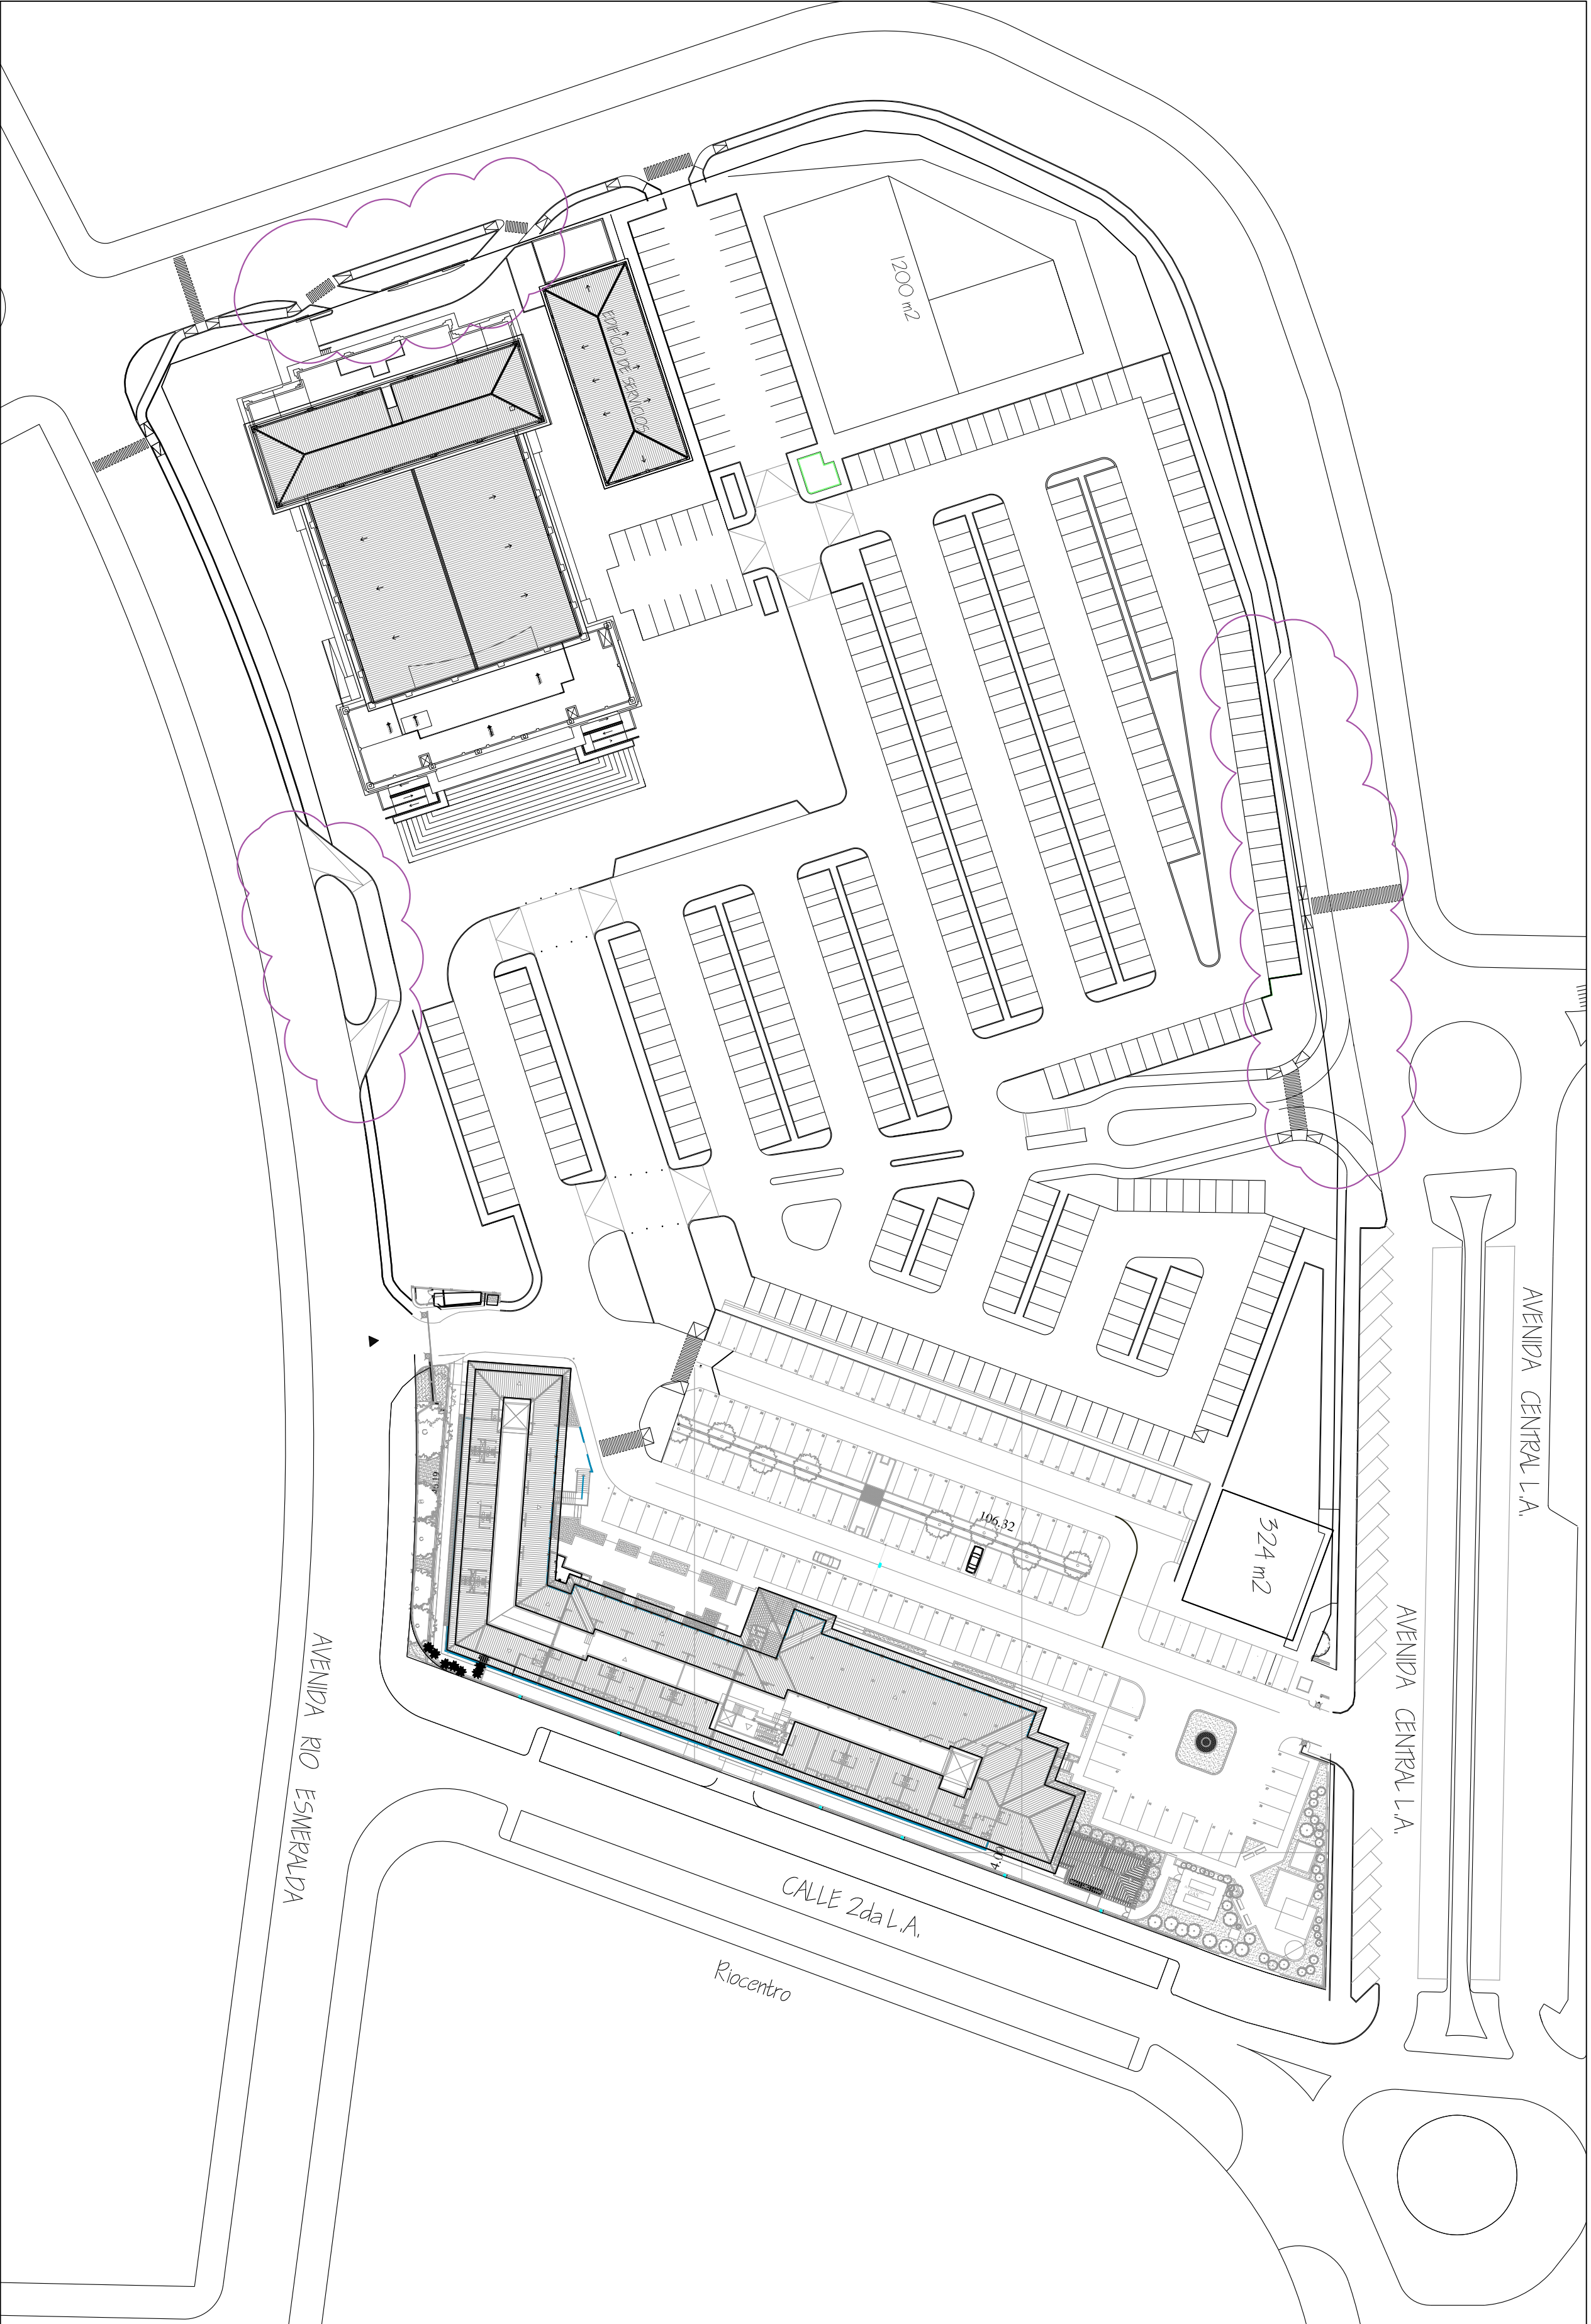 1200 m2
EDIFICIO DE SERVICIOS
AVENIDA CENTRAL L.A.
106.32
324 m2
AVENIDA CENTRAL L.A.
AVENIDA RIO ESMERALDA
CALLE 2da L.A.
Riocentro